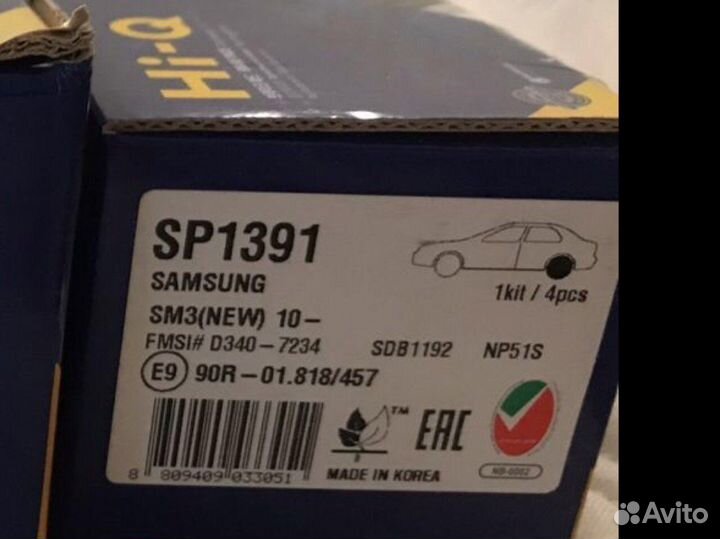 Hi-Q
SP1391
SAMSUNG
SM3(NEW) 10-
FMSI# D340-7234 SDB1192 NP51S
1kit / 4pcs
E9 90R-01.818/457
8 809409 033051
TM
EAC
B
MADE IN KOREA
NB-0002
Avito